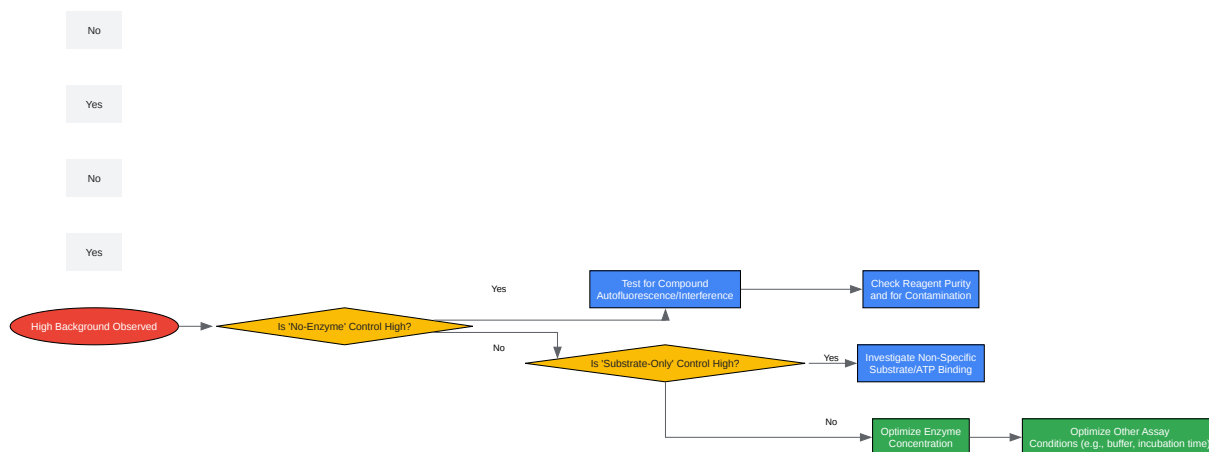 No
Yes
No
Yes
Yes
Test for Compound
Autofluorescence/Interference
Check Reagent Purity
and for Contamination
High Background Observed
Is 'No-Enzyme' Control High?
No
Is 'Substrate-Only' Control High?
Yes
Investigate Non-Specific
Substrate/ATP Binding
No
Optimize Enzyme
Concentration
Optimize Other Assay
Conditions (e.g., buffer, incubation time)